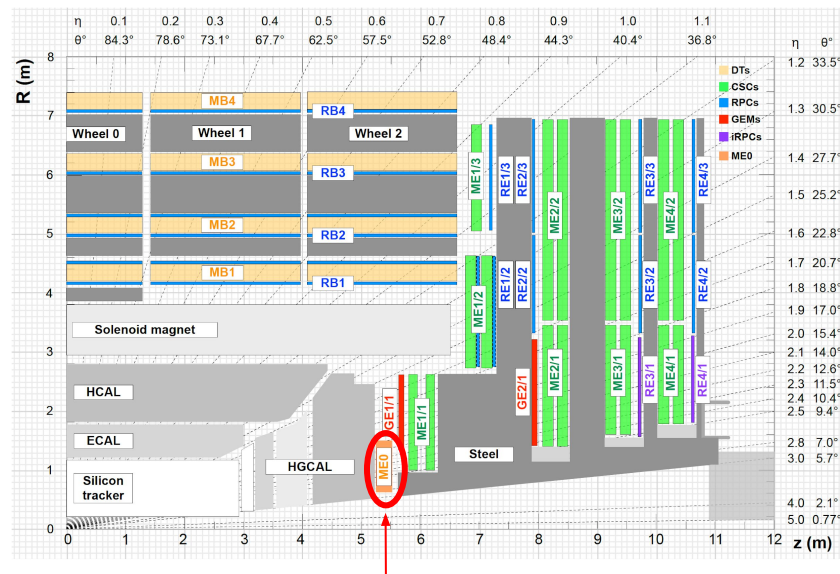 η 0.1 0.2 0.3 0.4 0.5 0.6 0.7 0.8 0.9 1.0 1.1
θ° 84.3° 78.6° 73.1° 67.7° 62.5° 57.5° 52.8° 48.4° 44.3° 40.4° 36.8° η θ°
R (m)
8
7
6
5
4
3
2
1
0
1.2 33.5°
1.3 30.5°
1.4 27.7°
1.5 25.2°
1.6 22.8°
1.7 20.7°
1.8 18.8°
1.9 17.0°
2.0 15.4°
2.1 14.0°
2.2 12.6°
2.3 11.5°
2.4 10.4°
2.5 9.4°
2.8 7.0°
3.0 5.7°
4.0 2.1°
5.0 0.77°
DTs
CSCs
RPCs
GEMs
iRPCs
ME0
MB4
RB4
Wheel 0 Wheel 1 Wheel 2
MB3
RB3
MB2
RB2
MB1
RB1
Solenoid magnet
HCAL
ECAL
Silicon
tracker
HGCAL
Steel
ME0
GE1/1
ME1/1
ME1/2
ME1/3
RE1/3
RE2/3
RE1/2
RE2/2
GE2/1
ME2/2
ME2/1
ME3/2
ME3/1
RE3/3
RE3/2
RE3/1
ME4/2
ME4/1
RE4/3
RE4/2
RE4/1
0 1 2 3 4 5 6 7 8 9 10 11 12
z (m)